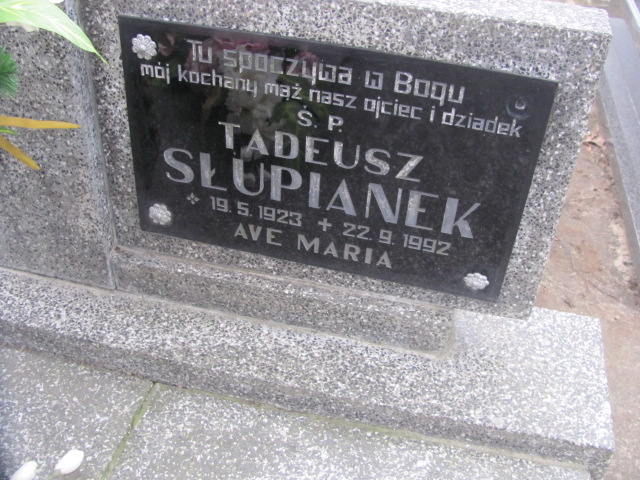 Tu spoczywa w Bogu
mój kochany mąż nasz ojciec i dziadek
Ś. P.
TADEUSZ
SŁUPIANEK
* 19.5.1923 + 22.9.1992
AVE MARIA